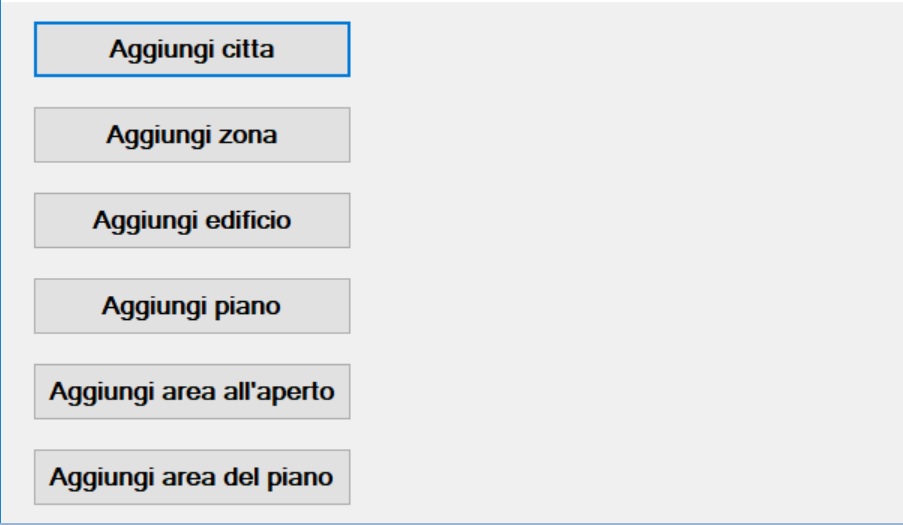 Aggiungi citta
Aggiungi zona
Aggiungi edificio
Aggiungi piano
Aggiungi area all'aperto
Aggiungi area del piano